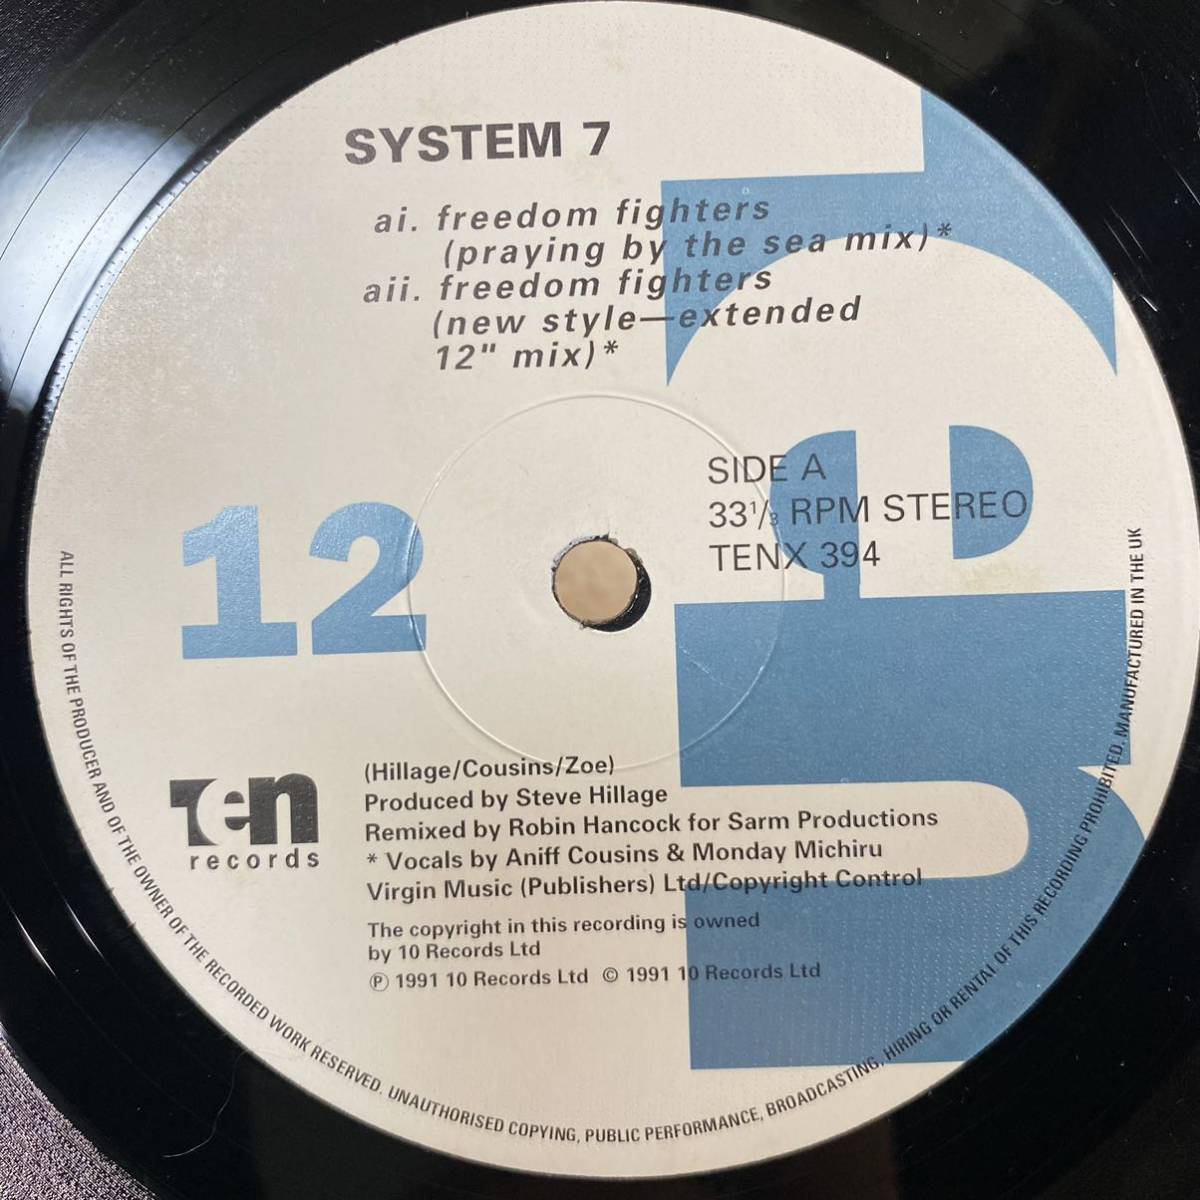 SYSTEM 7
ai. freedom fighters
(praying by the sea mix)*
aii. freedom fighters
(new style—extended
12" mix)*
SIDE A
33¹/₃ RPM STEREO
TENX 394
12
Ten
records
(Hillage/Cousins/Zoe)
Produced by Steve Hillage
Remixed by Robin Hancock for Sarm Productions
* Vocals by Aniff Cousins & Monday Michiru
Virgin Music (Publishers) Ltd/Copyright Control
The copyright in this recording is owned
by 10 Records Ltd
℗ 1991 10 Records Ltd © 1991 10 Records Ltd
ALL RIGHTS OF THE PRODUCER AND OF THE OWNER OF THE RECORDED WORK RESERVED. UNAUTHORISED COPYING, PUBLIC PERFORMANCE, BROADCASTING, HIRING OR RENTAL OF THIS RECORDING PROHIBITED. MANUFACTURED IN THE UK